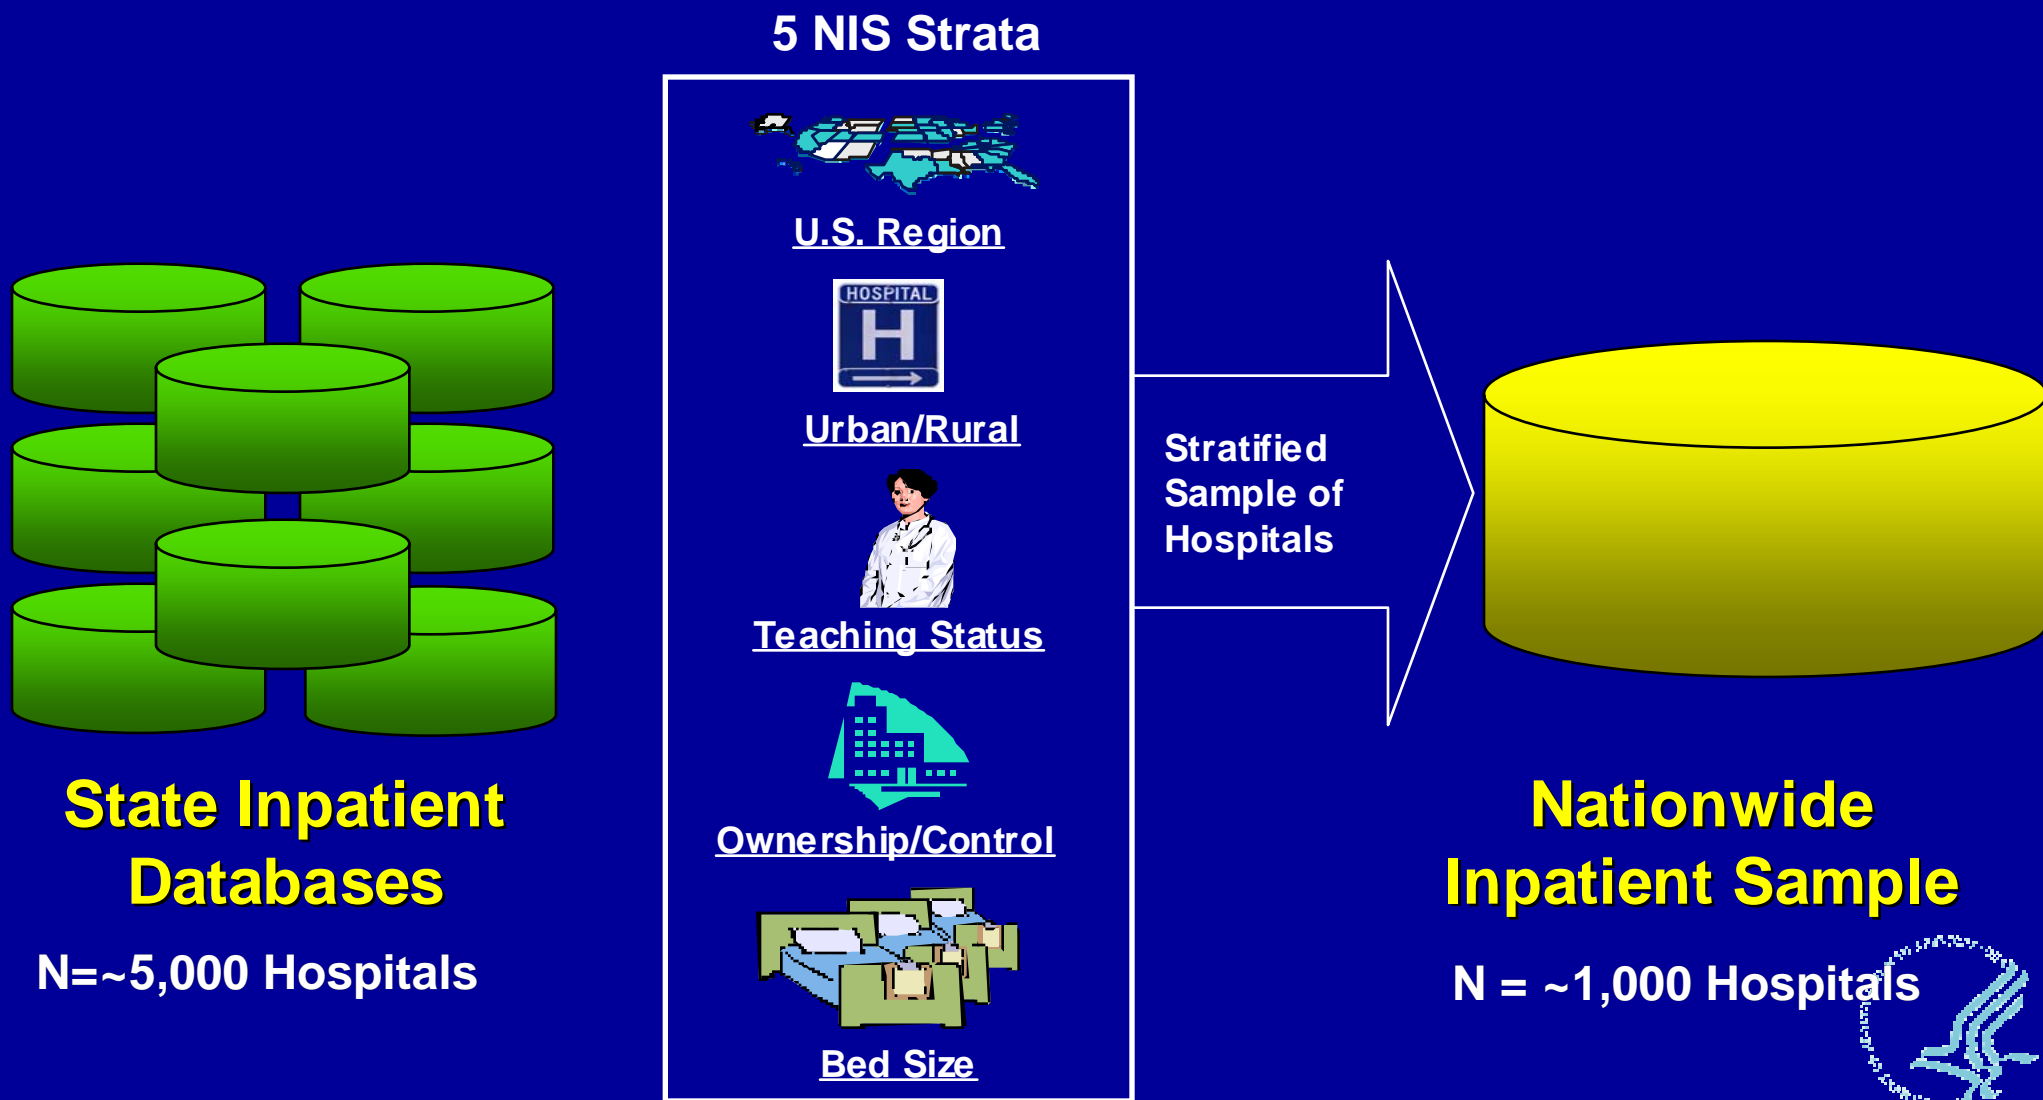 5 NIS Strata
U.S. Region
HOSPITAL
H
Urban/Rural
Teaching Status
Ownership/Control
Bed Size
State Inpatient
Databases
N=~5,000 Hospitals
Stratified
Sample of
Hospitals
Nationwide
Inpatient Sample
N = ~1,000 Hospitals